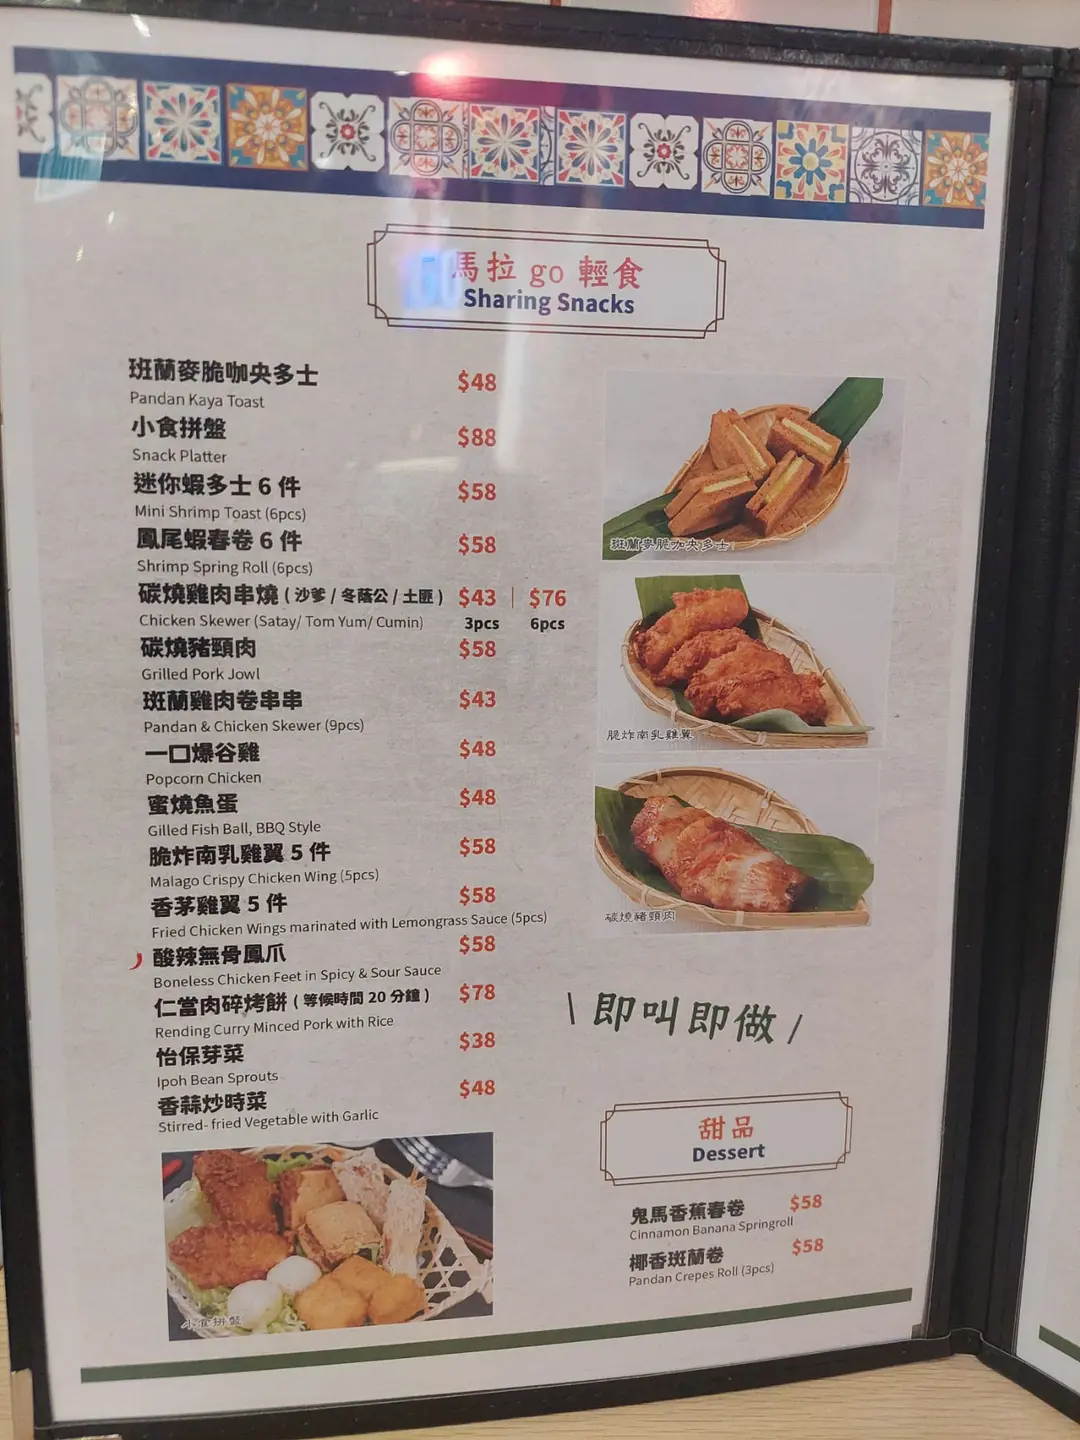 馬拉 go 輕食
Sharing Snacks
班蘭麥脆咖央多士 $48
Pandan Kaya Toast
小食拼盤 $88
Snack Platter
迷你蝦多士 6 件 $58
Mini Shrimp Toast (6pcs)
鳳尾蝦春卷 6 件 $58
Shrimp Spring Roll (6pcs)
碳燒雞肉串燒 ( 沙爹 / 冬蔭公 / 土匪 ) $43 | $76
Chicken Skewer (Satay/ Tom Yum/ Cumin) 3pcs 6pcs
碳燒豬頸肉 $58
Grilled Pork Jowl
班蘭雞肉卷串串 $43
Pandan & Chicken Skewer (9pcs)
一口爆谷雞 $48
Popcorn Chicken
蜜燒魚蛋 $48
Gilled Fish Ball, BBQ Style
脆炸南乳雞翼 5 件 $58
Malago Crispy Chicken Wing (5pcs)
香茅雞翼 5 件 $58
Fried Chicken Wings marinated with Lemongrass Sauce (5pcs)
酸辣無骨鳳爪 $58
Boneless Chicken Feet in Spicy & Sour Sauce
仁當肉碎烤餅 ( 等候時間 20 分鐘 ) $78
Rending Curry Minced Pork with Rice
怡保芽菜 $38
Ipoh Bean Sprouts
香蒜炒時菜 $48
Stirred- fried Vegetable with Garlic
小食拼盤
班蘭麥脆咖央多士
脆炸南乳雞翼
碳燒豬頸肉
\ 即叫即做 /
甜品
Dessert
鬼馬香蕉春卷 $58
Cinnamon Banana Springroll
椰香斑蘭卷 $58
Pandan Crepes Roll (3pcs)